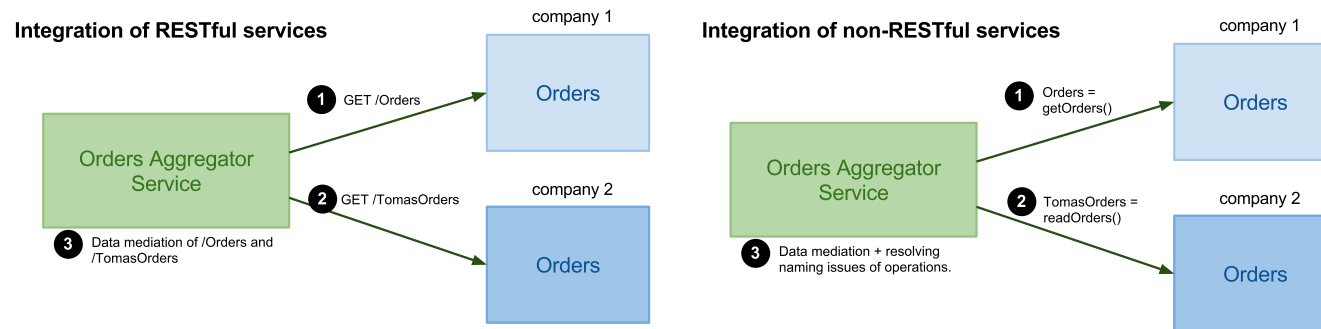 Integration of RESTful services
company 1
Orders
1
GET /Orders
Orders Aggregator
Service
2
GET /TomasOrders
company 2
Orders
3
Data mediation of /Orders and
/TomasOrders
Integration of non-RESTful services
company 1
Orders
1
Orders =
getOrders()
Orders Aggregator
Service
2
TomasOrders =
readOrders()
company 2
Orders
3
Data mediation + resolving
naming issues of operations.